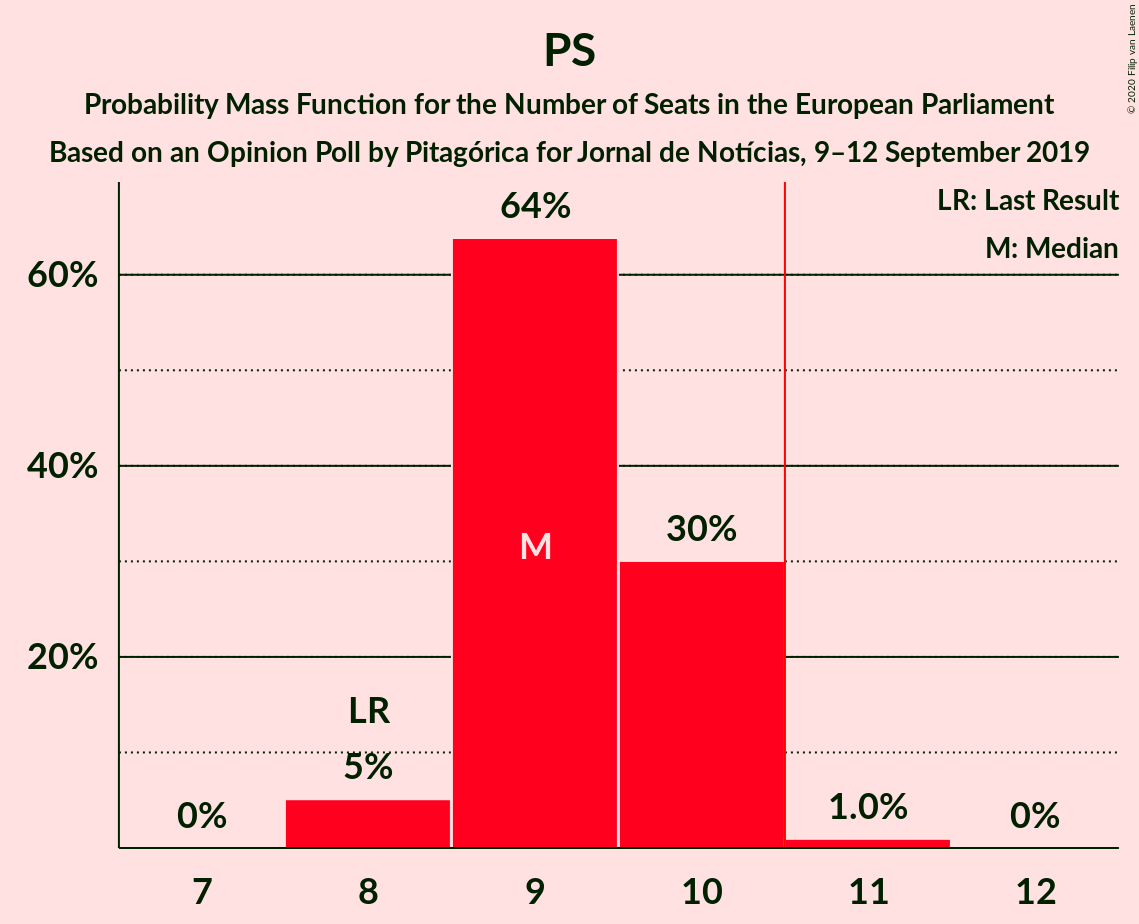 PS
Probability Mass Function for the Number of Seats in the European Parliament
Based on an Opinion Poll by Pitagórica for Jornal de Notícias, 9–12 September 2019
© 2020 Filip van Laenen
LR: Last Result
M: Median
60%
40%
20%
0%
LR
5%
64%
M
30%
1.0%
0%
7 8 9 10 11 12